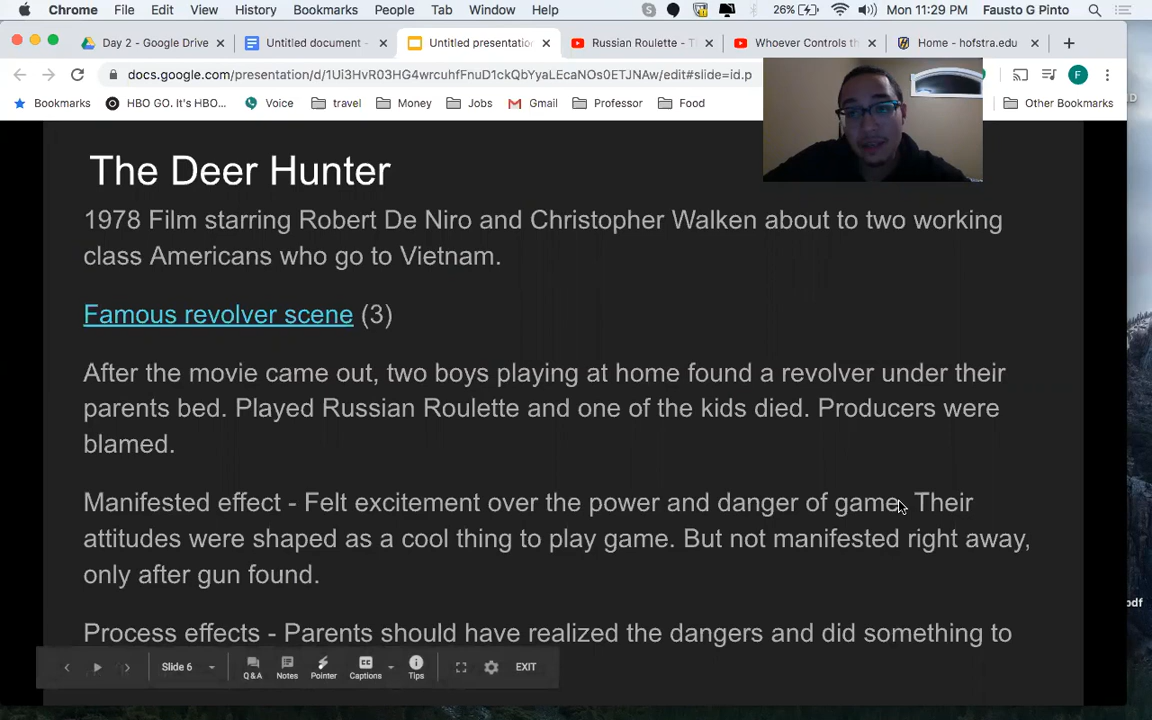 Chrome File Edit View History Bookmarks People Tab Window Help 26% Mon 11:29 PM Fausto G Pinto
Day 2 - Google Drive Untitled document - Untitled presentation Russian Roulette - T Whoever Controls th Home - hofstra.edu
docs.google.com/presentation/d/1Ui3HvR03HG4wrcuhfFnuD1ckQbYyaLEcaNOs0ETJNAw/edit#slide=id.p F
Bookmarks HBO GO. It's HBO... Voice travel Money Jobs Gmail Professor Food Other Bookmarks
The Deer Hunter
1978 Film starring Robert De Niro and Christopher Walken about to two working
class Americans who go to Vietnam.
Famous revolver scene (3)
After the movie came out, two boys playing at home found a revolver under their
parents bed. Played Russian Roulette and one of the kids died. Producers were
blamed.
Manifested effect - Felt excitement over the power and danger of game. Their
attitudes were shaped as a cool thing to play game. But not manifested right away,
only after gun found.
pdf
Process effects - Parents should have realized the dangers and did something to
Slide 6 Q&A Notes Pointer Captions Tips EXIT